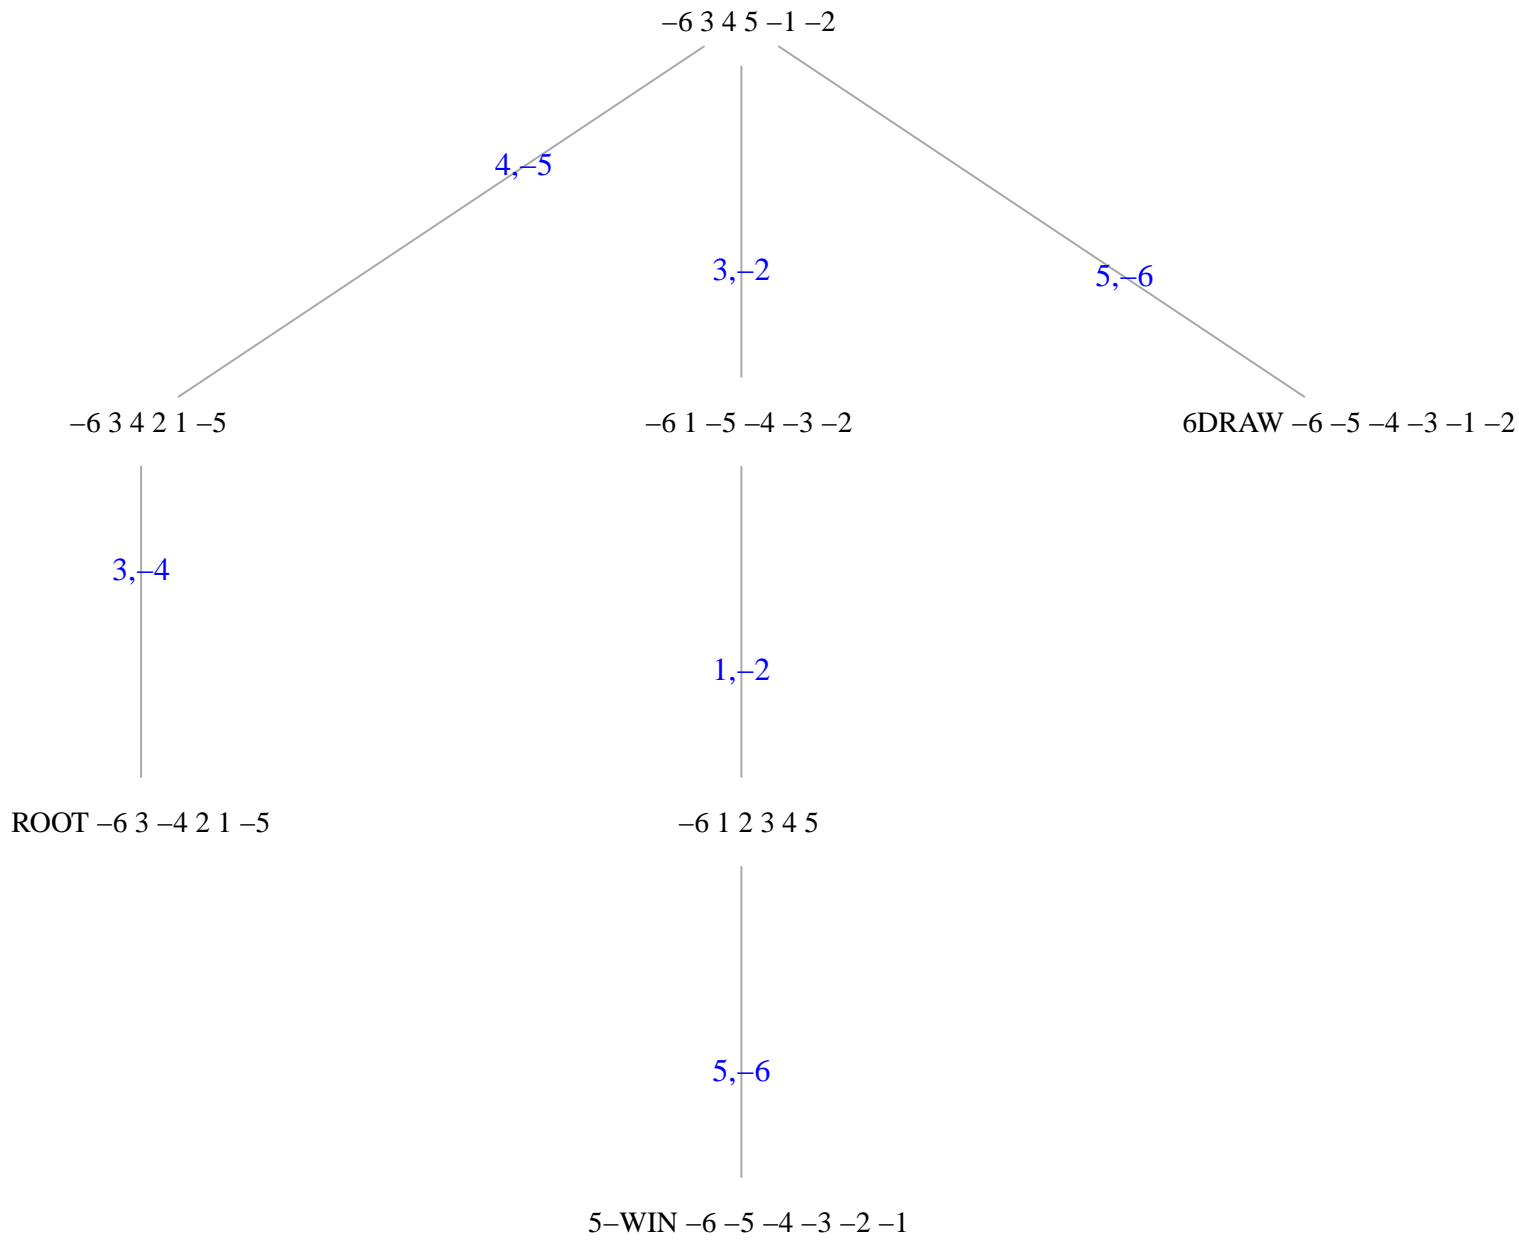 –6 3 4 5 –1 –2
4,–5
3,–2
5,–6
–6 3 4 2 1 –5
–6 1 –5 –4 –3 –2
6DRAW –6 –5 –4 –3 –1 –2
3,–4
1,–2
ROOT –6 3 –4 2 1 –5
–6 1 2 3 4 5
5,–6
5–WIN –6 –5 –4 –3 –2 –1